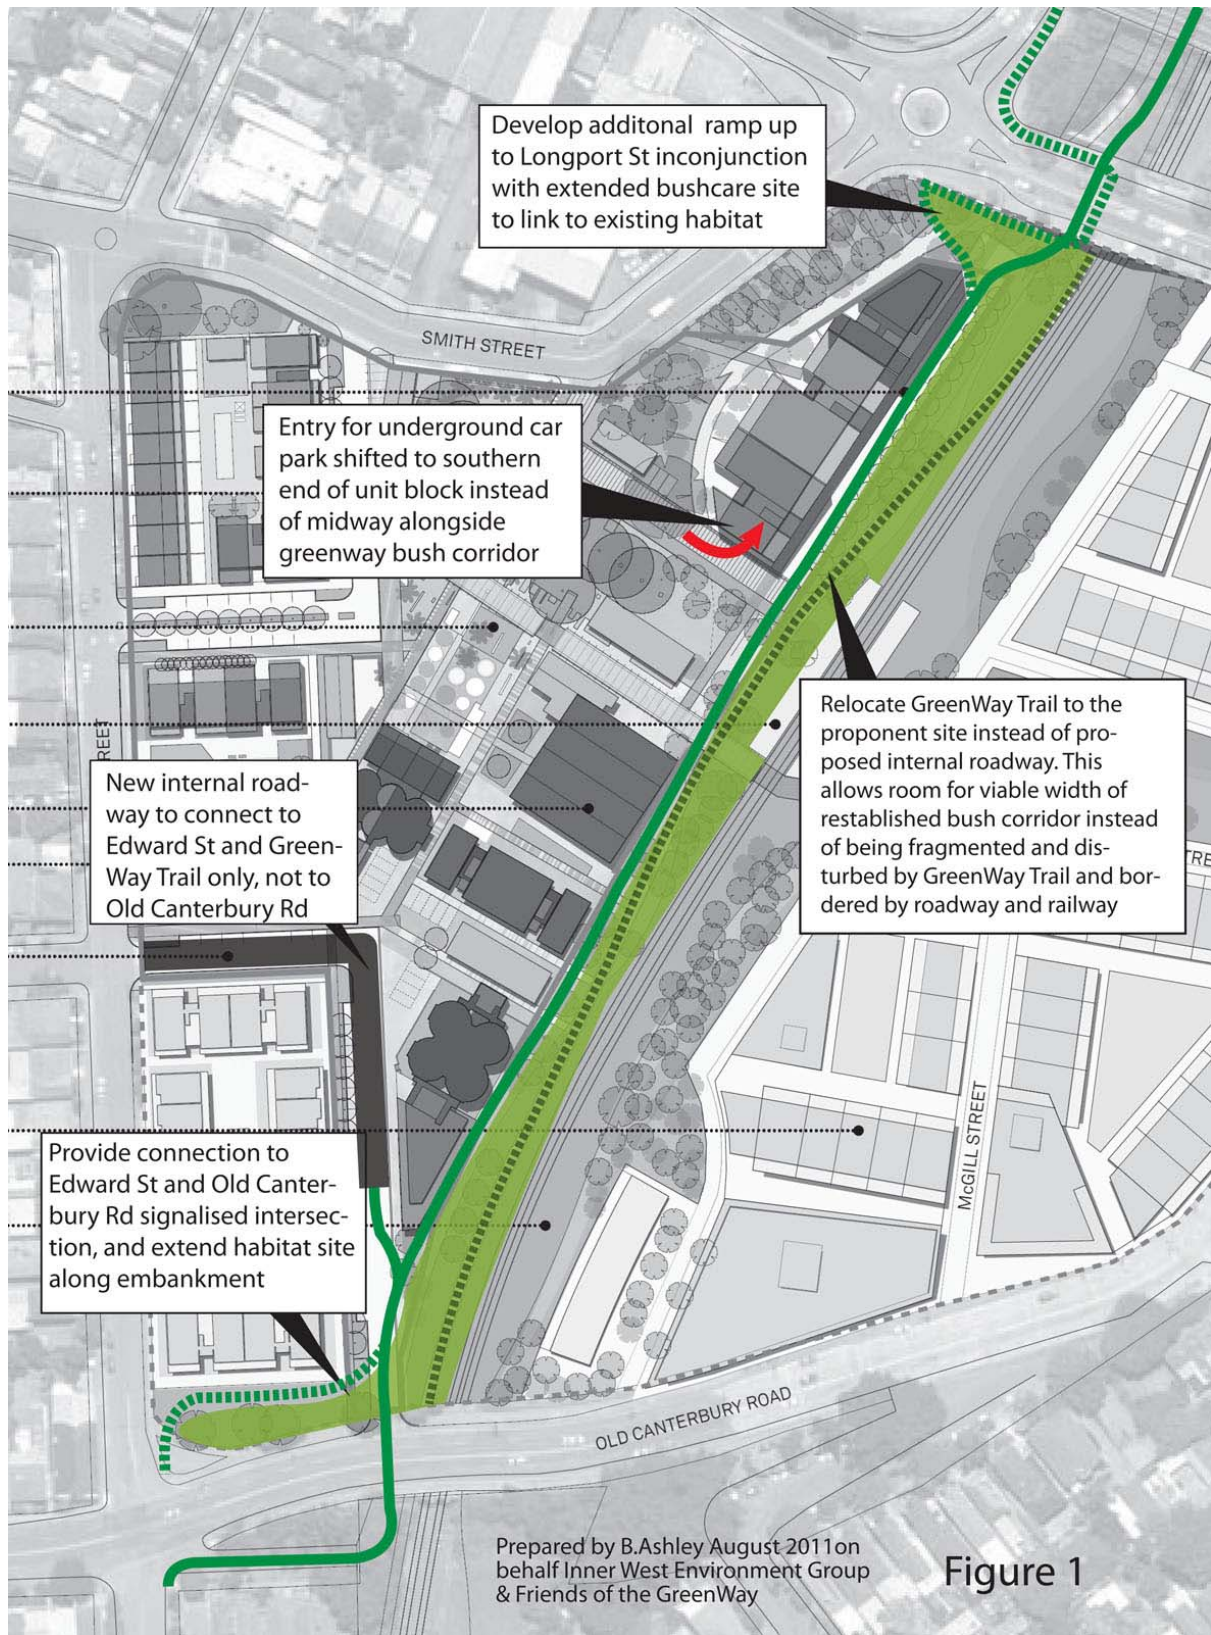 Develop additonal ramp up
to Longport St inconjunction
with extended bushcare site
to link to existing habitat
SMITH STREET
Entry for underground car
park shifted to southern
end of unit block instead
of midway alongside
greenway bush corridor
Relocate GreenWay Trail to the
proponent site instead of pro-
posed internal roadway. This
allows room for viable width of
restablished bush corridor instead
of being fragmented and dis-
turbed by GreenWay Trail and bor-
dered by roadway and railway
REET
New internal road-
way to connect to
Edward St and Green-
Way Trail only, not to
Old Canterbury Rd
TRE
McGILL STREET
Provide connection to
Edward St and Old Canter-
bury Rd signalised intersec-
tion, and extend habitat site
along embankment
OLD CANTERBURY ROAD
Prepared by B.Ashley August 2011on
behalf Inner West Environment Group
& Friends of the GreenWay
Figure 1